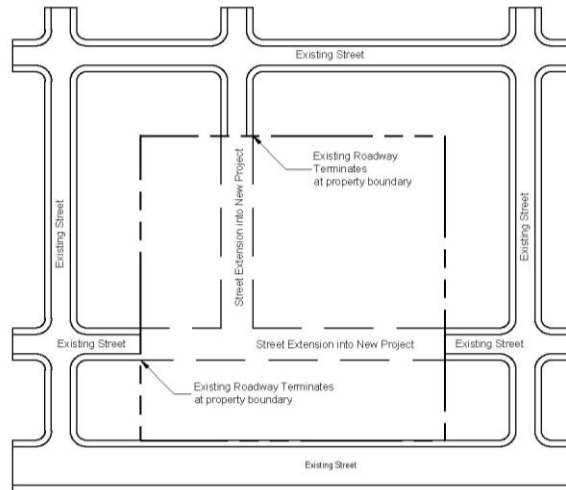 Existing Street
Existing Roadway
Terminates
at property boundary
Street Extension into New Project
Existing Street
Existing Street
Existing Street
Street Extension into New Project
Existing Street
Existing Roadway Terminates
at property boundary
Existing Street